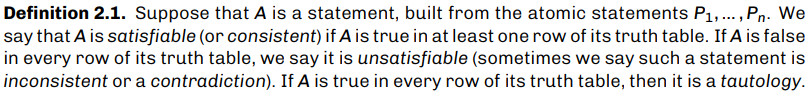 Definition 2.1. Suppose that A is a statement, built from the atomic statements P₁, … , Pₙ. We
say that A is satisfiable (or consistent) if A is true in at least one row of its truth table. If A is false
in every row of its truth table, we say it is unsatisfiable (sometimes we say such a statement is
inconsistent or a contradiction). If A is true in every row of its truth table, then it is a tautology.